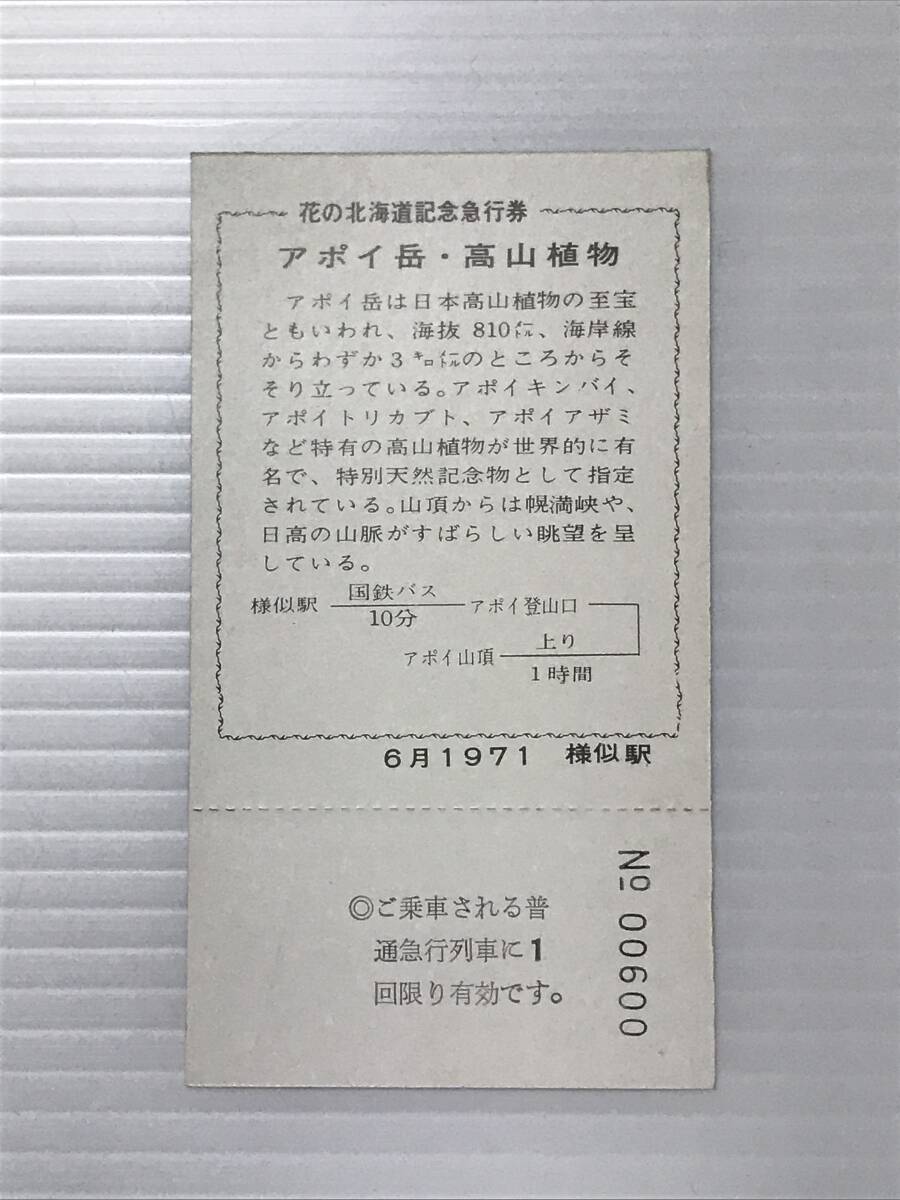 花の北海道記念急行券
アポイ岳・高山植物
アポイ岳は日本高山植物の至宝
ともいわれ、海抜810㍍、海岸線
からわずか3㌔㍍のところからそ
そり立っている。アポイキンバイ、
アポイトリカブト、アポイアザミ
など特有の高山植物が世界的に有
名で、特別天然記念物として指定
されている。山頂からは幌満峡や、
日高の山脈がすばらしい眺望を呈
している。
様似駅 国鉄バス 10分 アポイ登山口
アポイ山頂 上り 1時間
6月1971 様似駅
◎ご乗車される普
通急行列車に1
回限り有効です。
№ 00600